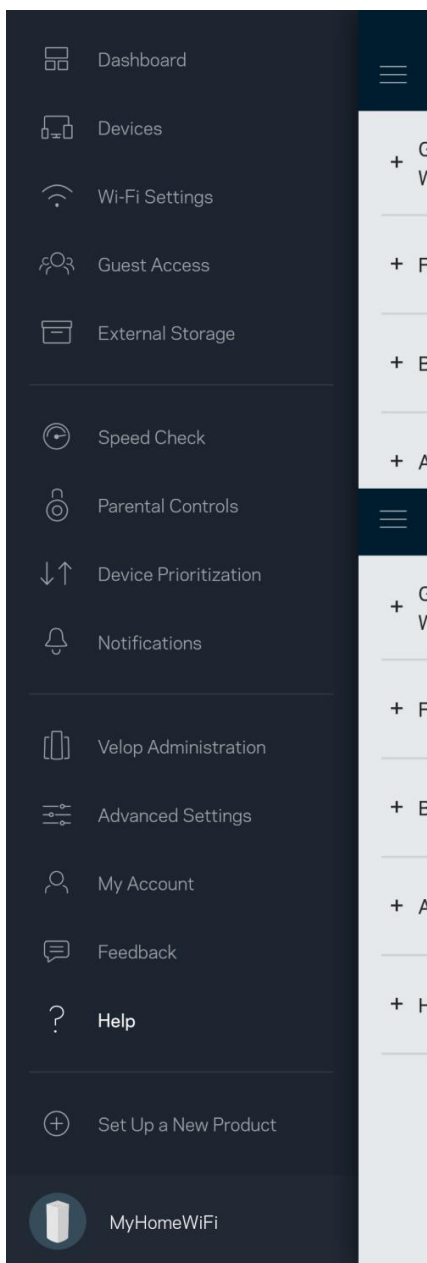 Dashboard
Devices
Wi-Fi Settings
Guest Access
External Storage
Speed Check
Parental Controls
Device Prioritization
Notifications
Velop Administration
Advanced Settings
My Account
Feedback
Help
Set Up a New Product
MyHomeWiFi